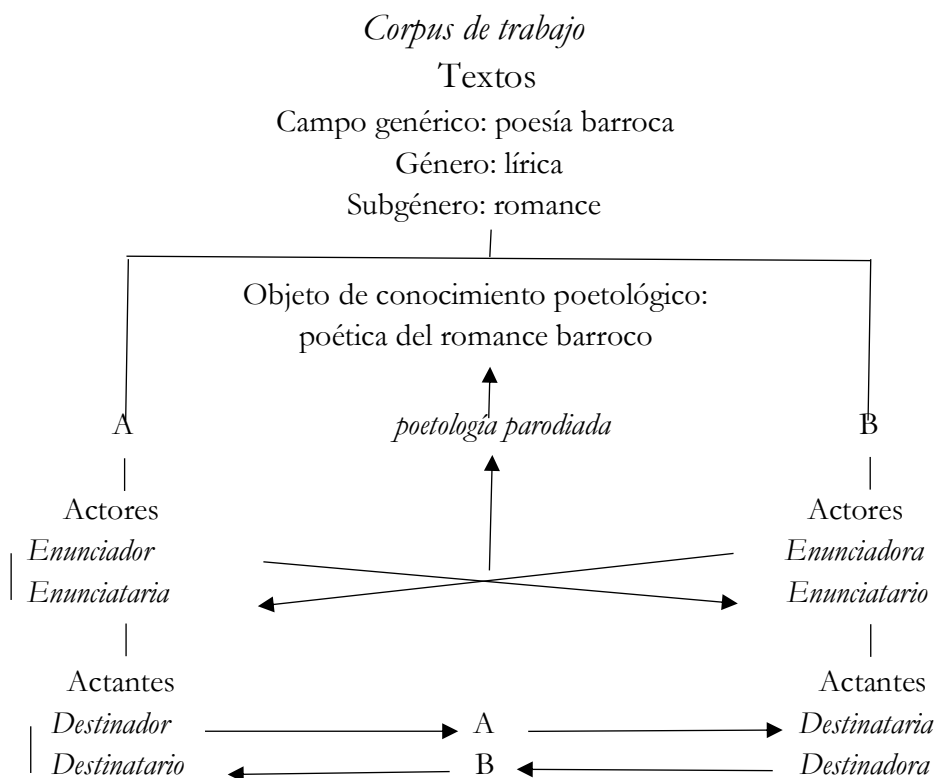 Corpus de trabajo
Textos
Campo genérico: poesía barroca
Género: lírica
Subgénero: romance
Objeto de conocimiento poetológico:
poética del romance barroco
A poetología parodiada B
Actores Actores
Enunciador Enunciadora
Enunciataria Enunciatario
Actantes Actantes
Destinador A Destinataria
Destinatario B Destinadora